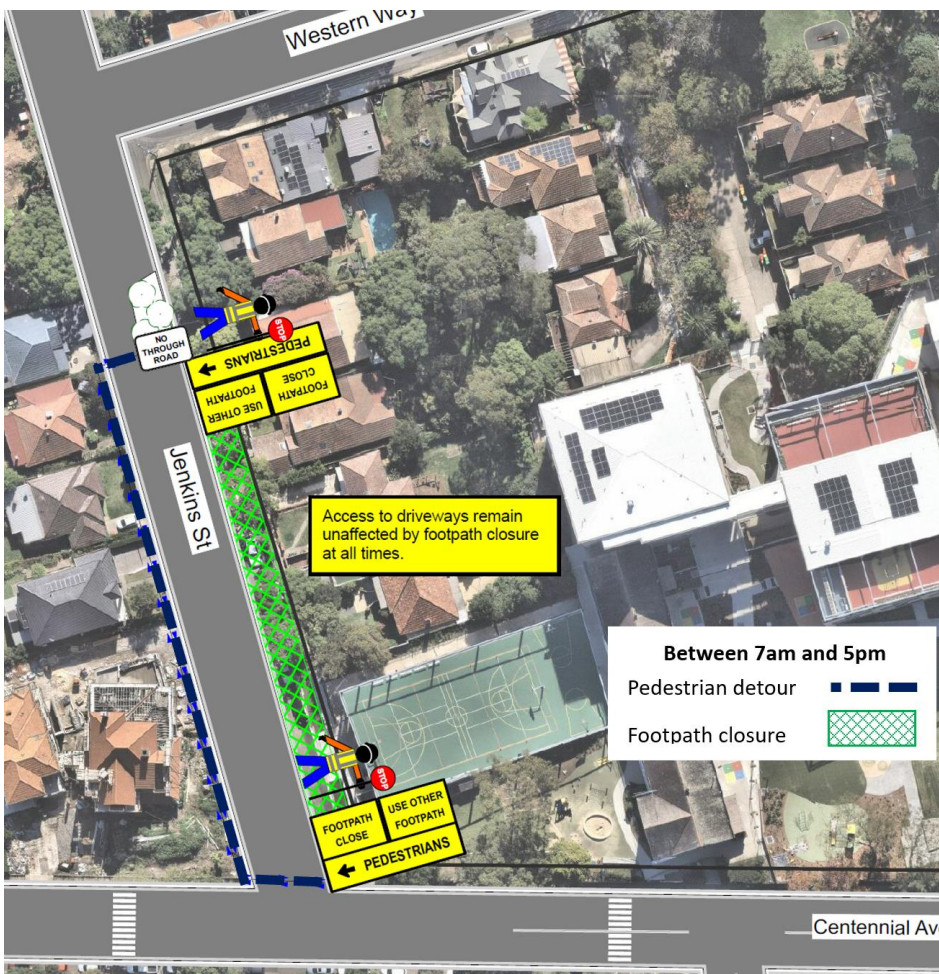 Western Way
NO
THROUGH
ROAD
STOP
PEDESTRIANS
USE OTHER
FOOTPATH
FOOTPATH
CLOSE
Jenkins St
Access to driveways remain
unaffected by footpath closure
at all times.
Between 7am and 5pm
Pedestrian detour
Footpath closure
STOP
FOOTPATH
CLOSE
USE OTHER
FOOTPATH
PEDESTRIANS
Centennial Ave